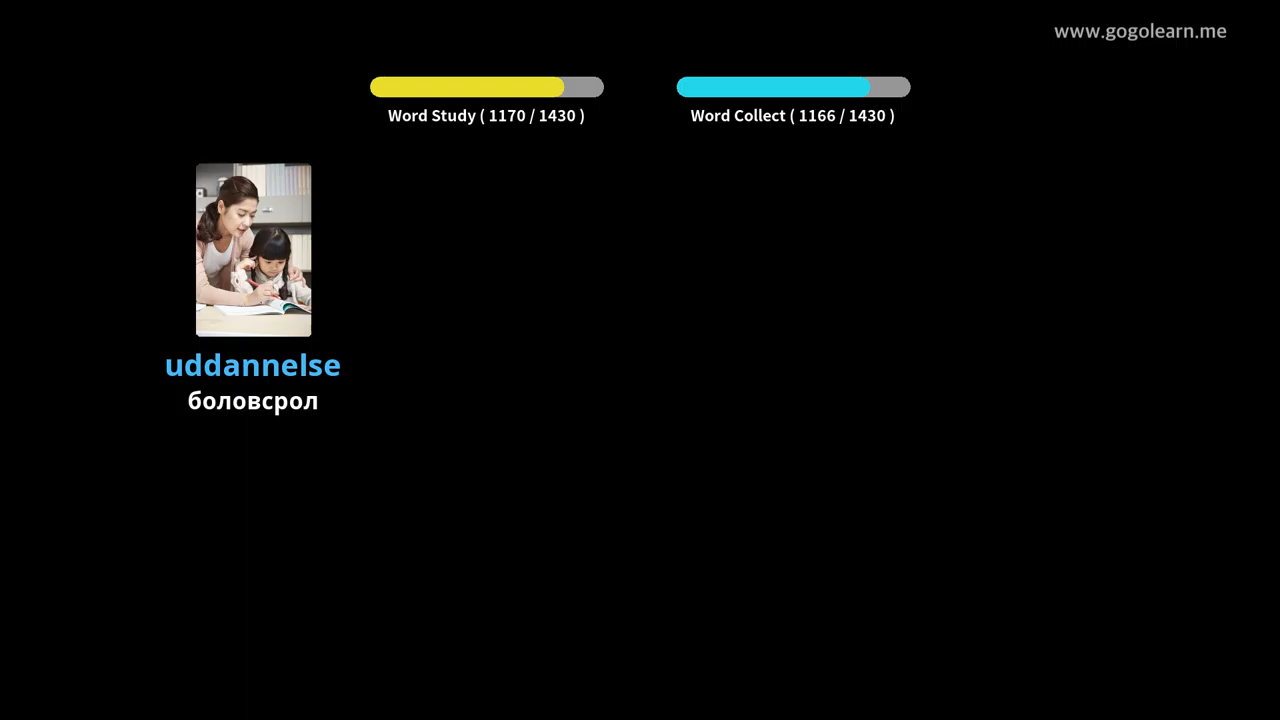 www.gogolearn.me
Word Study ( 1170 / 1430 )
Word Collect ( 1166 / 1430 )
uddannelse
боловсрол